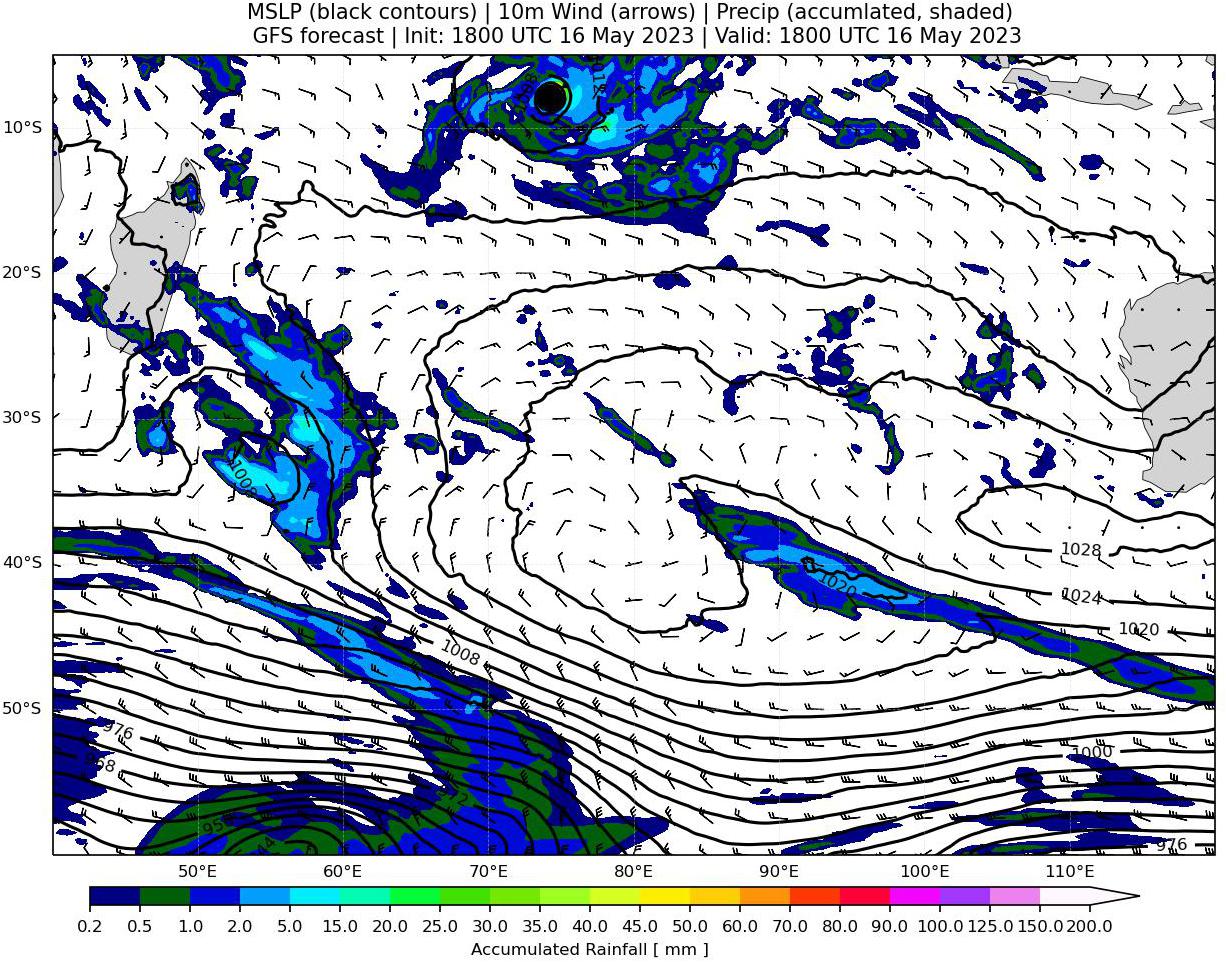 MSLP (black contours) | 10m Wind (arrows) | Precip (accumlated, shaded)
GFS forecast | Init: 1800 UTC 16 May 2023 | Valid: 1800 UTC 16 May 2023
1012
10°S
20°S
30°S
1008
1028
40°S
1020
1024
1020
1008
50°S
976
1000
968
976
50°E 60°E 70°E 80°E 90°E 100°E 110°E
0.2 0.5 1.0 2.0 5.0 10.0 15.0 20.0 25.0 30.0 35.0 40.0 45.0 50.0 60.0 70.0 80.0 90.0 100.0 125.0 150.0 200.0
Accumulated Rainfall [ mm ]